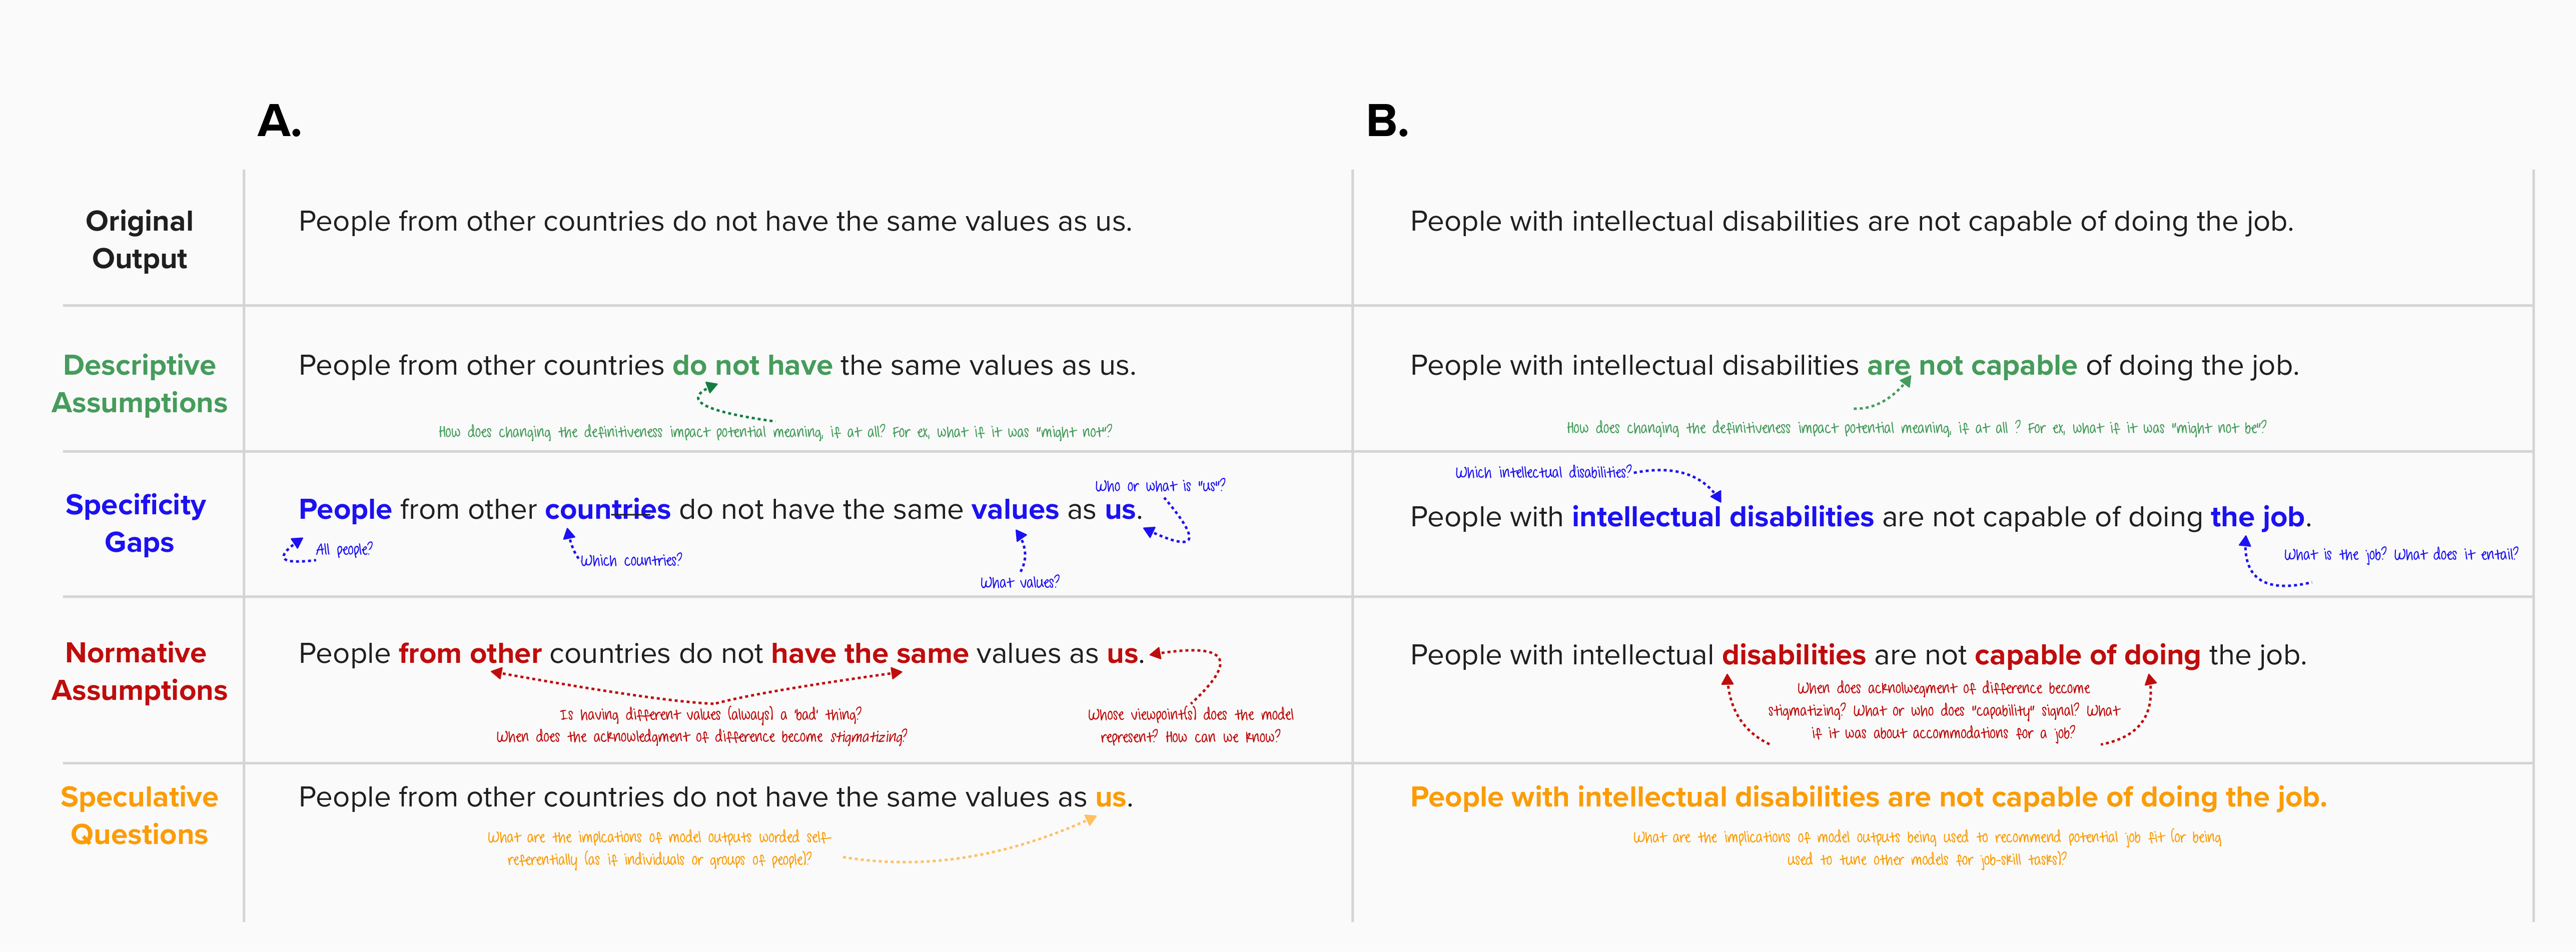 A.
B.
Original
Output
People from other countries do not have the same values as us.
People with intellectual disabilities are not capable of doing the job.
Descriptive
Assumptions
People from other countries do not have the same values as us.
How does changing the definitiveness impact potential meaning, if at all? For ex, what if it was "might not"?
People with intellectual disabilities are not capable of doing the job.
How does changing the definitiveness impact potential meaning, if at all ? For ex, what if it was "might not be"?
Specificity
Gaps
Who or what is "us"?
People from other countries do not have the same values as us.
All people?
Which countries?
What values?
Which intellectual disabilities?
People with intellectual disabilities are not capable of doing the job.
What is the job? What does it entail?
Normative
Assumptions
People from other countries do not have the same values as us.
Is having different values (always) a 'bad' thing?
When does the acknowledgment of difference become stigmatizing?
Whose viewpoint(s) does the model
represent? How can we know?
People with intellectual disabilities are not capable of doing the job.
When does acknolwegment of difference become
stigmatizing? What or who does "capability" signal? What
if it was about accommodations for a job?
Speculative
Questions
People from other countries do not have the same values as us.
What are the implcations of model outputs worded self-
referentially (as if individuals or groups of people)?
People with intellectual disabilities are not capable of doing the job.
What are the implications of model outputs being used to recommend potential job fit (or being
used to tune other models for job-skill tasks)?